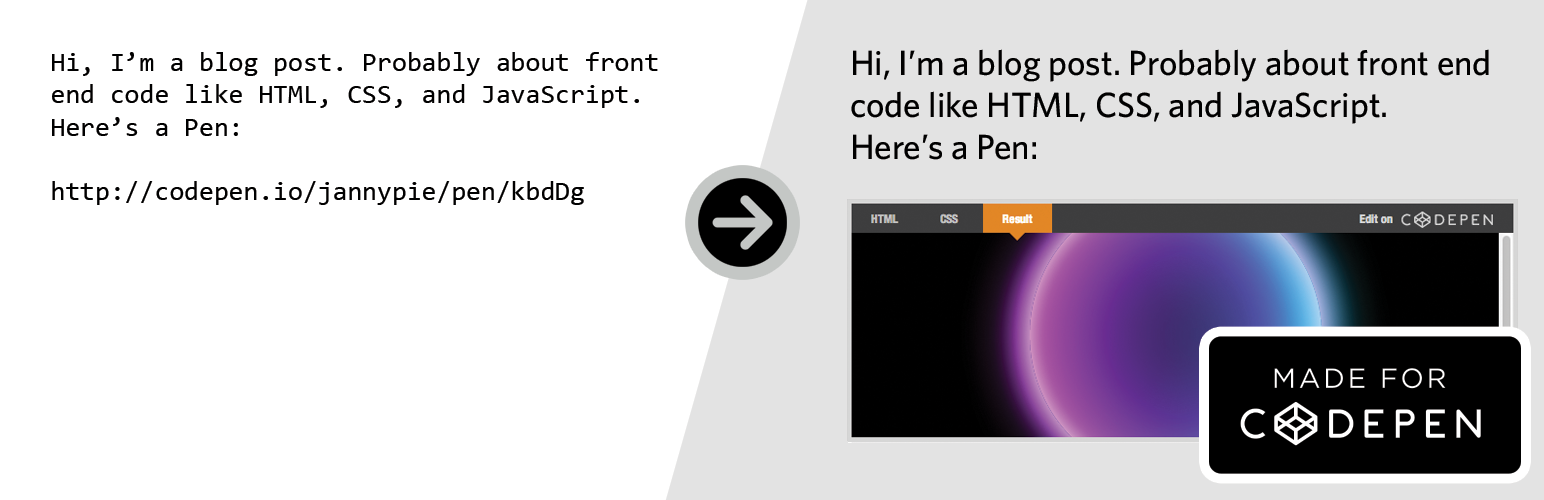 Hi, I’m a blog post. Probably about front
end code like HTML, CSS, and JavaScript.
Here’s a Pen:
http://codepen.io/jannypie/pen/kbdDg
Hi, I’m a blog post. Probably about front end
code like HTML, CSS, and JavaScript.
Here’s a Pen:
HTML CSS Result Edit on CODEPEN
MADE FOR
CODEPEN